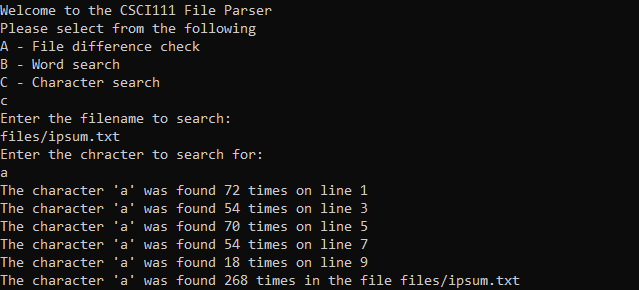 Welcome to the CSCI111 File Parser
Please select from the following
A - File difference check
B - Word search
C - Character search
c
Enter the filename to search:
files/ipsum.txt
Enter the chracter to search for:
a
The character 'a' was found 72 times on line 1
The character 'a' was found 54 times on line 3
The character 'a' was found 70 times on line 5
The character 'a' was found 54 times on line 7
The character 'a' was found 18 times on line 9
The character 'a' was found 268 times in the file files/ipsum.txt